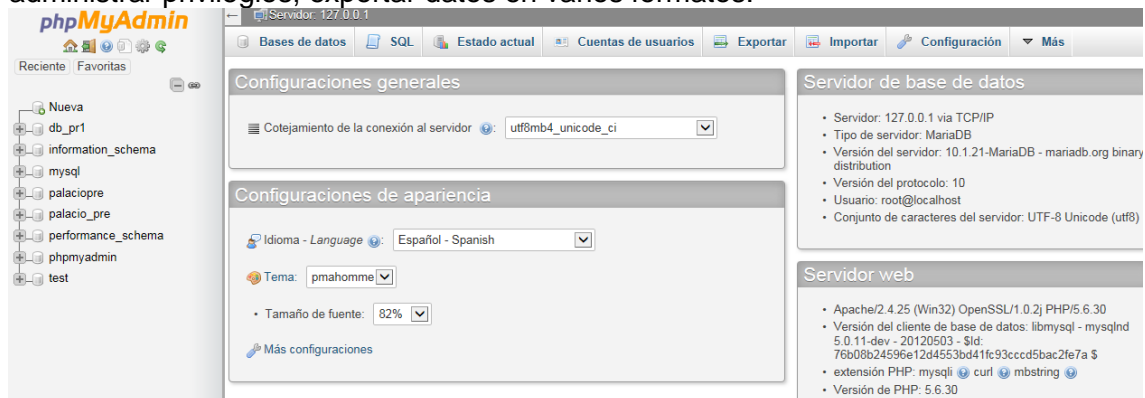 administrar privilegios, exportar datos en varios formatos.
phpMyAdmin
Reciente Favoritas
Nueva
db_pr1
information_schema
mysql
palaciopre
palacio_pre
performance_schema
phpmyadmin
test
Servidor: 127.0.0.1
Bases de datos SQL Estado actual Cuentas de usuarios Exportar Importar Configuración Más
Configuraciones generales
Cotejamiento de la conexión al servidor : utf8mb4_unicode_ci
Configuraciones de apariencia
Idioma - Language : Español - Spanish
Tema: pmahomme
• Tamaño de fuente: 82%
Más configuraciones
Servidor de base de datos
• Servidor: 127.0.0.1 via TCP/IP
• Tipo de servidor: MariaDB
• Versión del servidor: 10.1.21-MariaDB - mariadb.org binary
distribution
• Versión del protocolo: 10
• Usuario: root@localhost
• Conjunto de caracteres del servidor: UTF-8 Unicode (utf8)
Servidor web
• Apache/2.4.25 (Win32) OpenSSL/1.0.2j PHP/5.6.30
• Versión del cliente de base de datos: libmysql - mysqlnd
5.0.11-dev - 20120503 - $Id:
76b08b24596e12d4553bd41fc93cccd5bac2fe7a $
• extensión PHP: mysqli curl mbstring
• Versión de PHP: 5.6.30